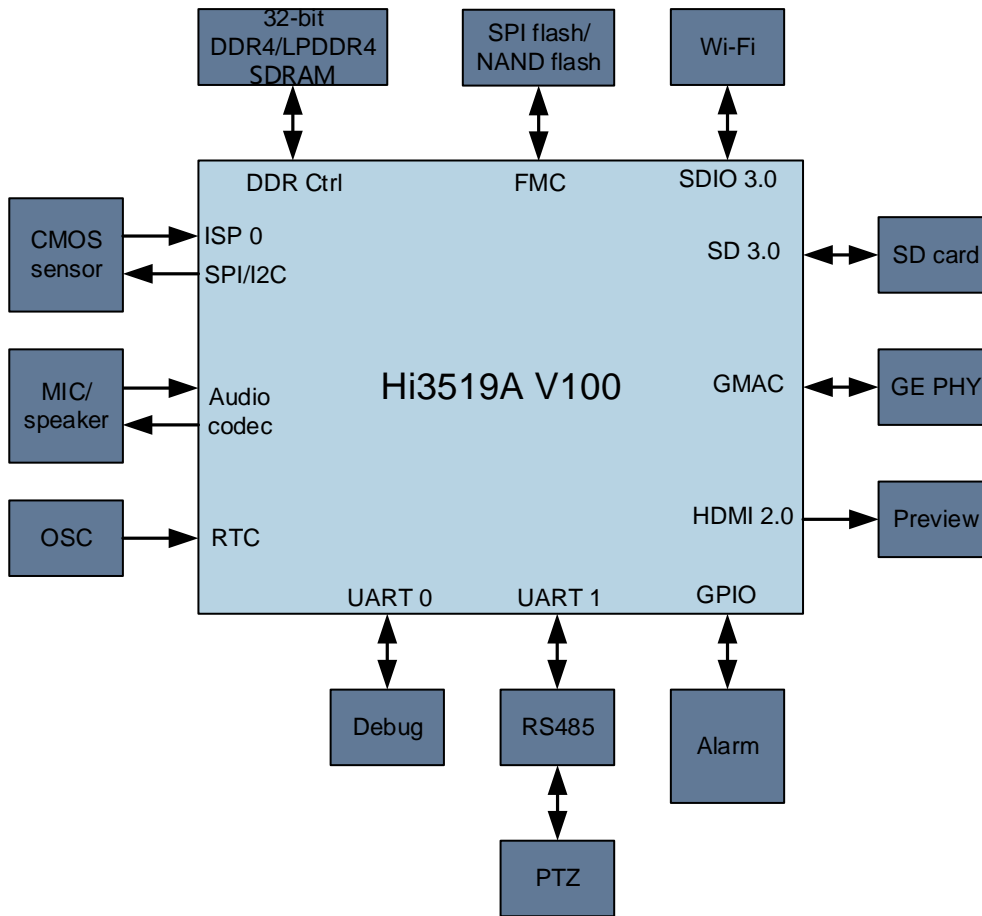 32-bit
DDR4/LPDDR4
SDRAM
SPI flash/
NAND flash
Wi-Fi
DDR Ctrl
FMC
SDIO 3.0
CMOS
sensor
ISP 0
SPI/I2C
SD 3.0
SD card
MIC/
speaker
Audio
codec
Hi3519A V100
GMAC
GE PHY
OSC
RTC
HDMI 2.0
Preview
UART 0
UART 1
GPIO
Debug
RS485
Alarm
PTZ